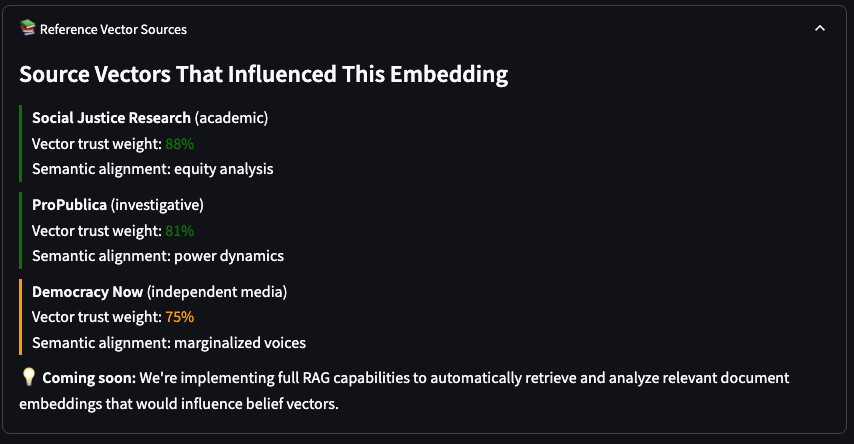 📚 Reference Vector Sources
Source Vectors That Influenced This Embedding
Social Justice Research (academic)
Vector trust weight: 88%
Semantic alignment: equity analysis
ProPublica (investigative)
Vector trust weight: 81%
Semantic alignment: power dynamics
Democracy Now (independent media)
Vector trust weight: 75%
Semantic alignment: marginalized voices
💡 Coming soon: We're implementing full RAG capabilities to automatically retrieve and analyze relevant document
embeddings that would influence belief vectors.